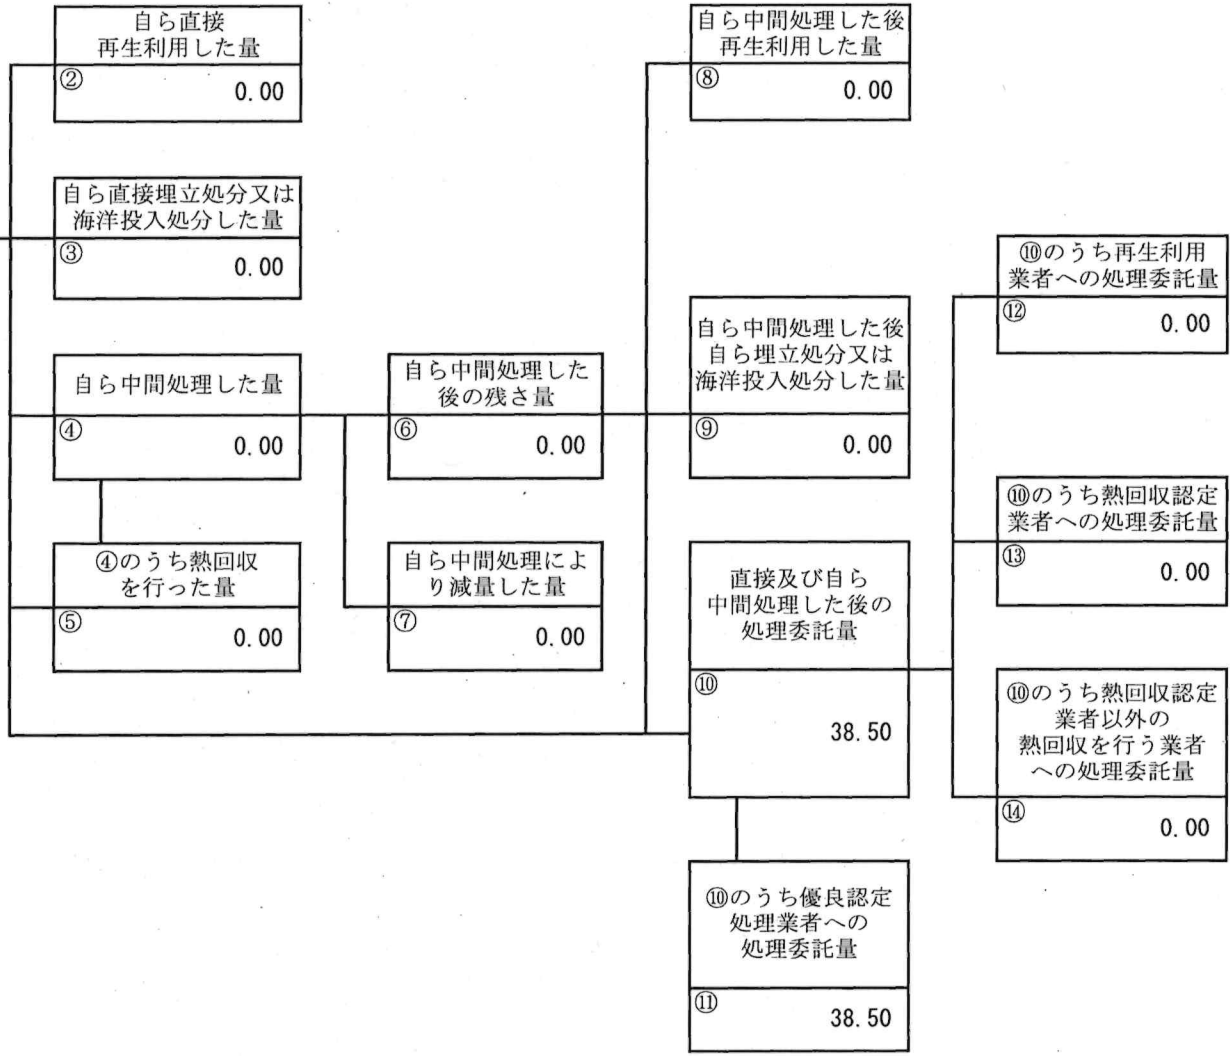 自ら直接
再生利用した量
②
0.00
自ら直接埋立処分又は
海洋投入処分した量
③
0.00
自ら中間処理した量
④
0.00
④のうち熱回収
を行った量
⑤
0.00
自ら中間処理した
後の残さ量
⑥
0.00
自ら中間処理によ
り減量した量
⑦
0.00
自ら中間処理した後
再生利用した量
⑧
0.00
自ら中間処理した後
自ら埋立処分又は
海洋投入処分した量
⑨
0.00
直接及び自ら
中間処理した後の
処理委託量
⑩
38.50
⑩のうち優良認定
処理業者への
処理委託量
⑪
38.50
⑩のうち再生利用
業者への処理委託量
⑫
0.00
⑩のうち熱回収認定
業者への処理委託量
⑬
0.00
⑩のうち熱回収認定
業者以外の
熱回収を行う業者
への処理委託量
⑭
0.00